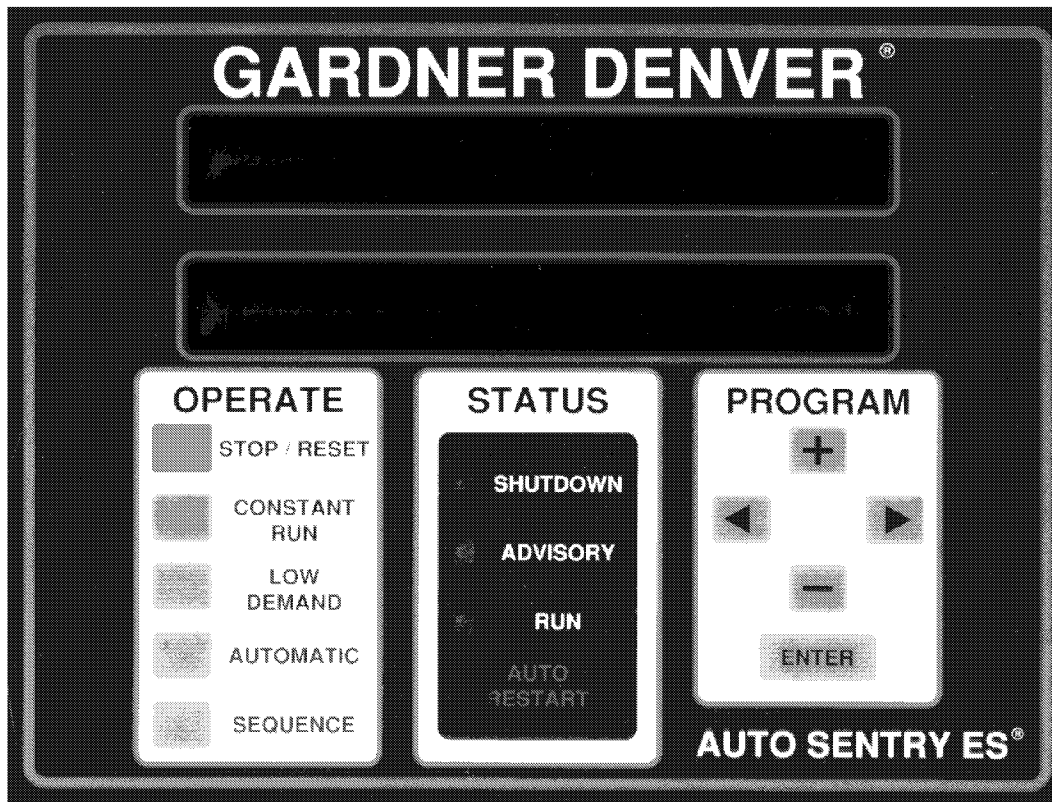 GARDNER DENVER®
OPERATE
STOP / RESET
CONSTANT
RUN
LOW
DEMAND
AUTOMATIC
SEQUENCE
STATUS
SHUTDOWN
ADVISORY
RUN
AUTO
RESTART
PROGRAM
+
◀ ▶
−
ENTER
AUTO SENTRY ES®